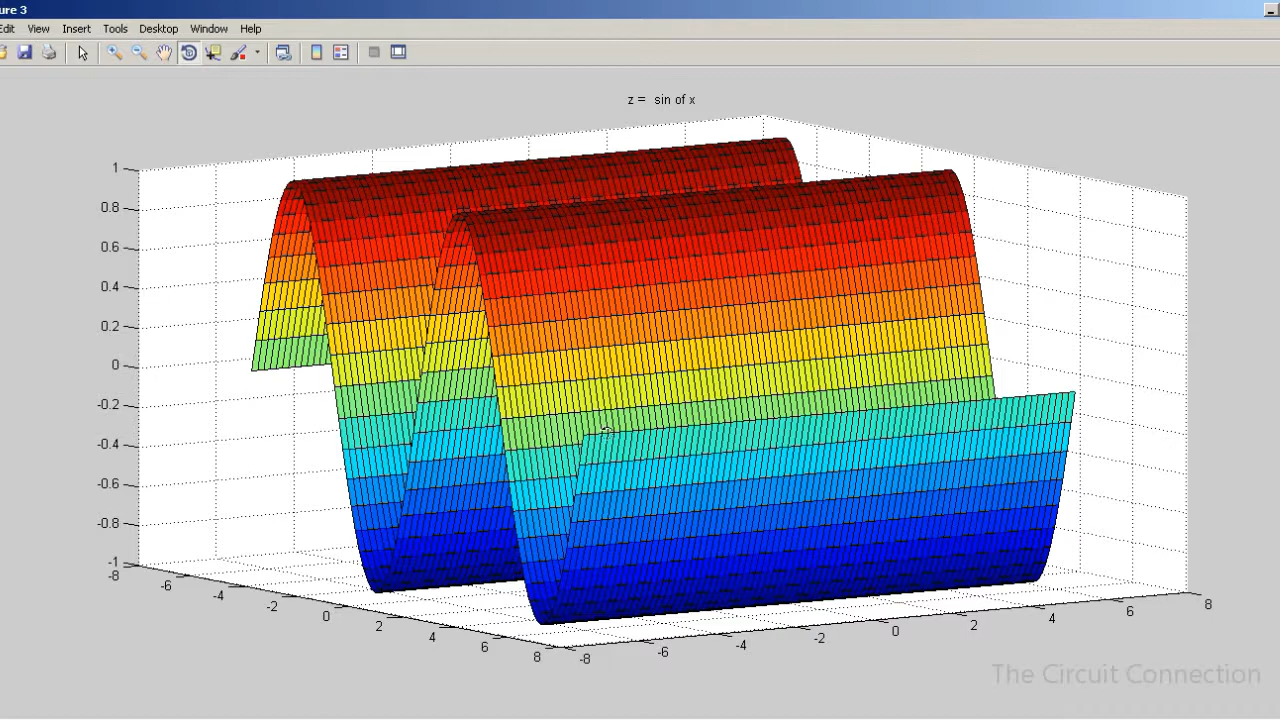 ure 3
Edit View Insert Tools Desktop Window Help
z = sin of x
1
0.8
0.6
0.4
0.2
0
-0.2
-0.4
-0.6
-0.8
-1
-8 -6 -4 -2 0 2 4 6 8
-8 -6 -4 -2 0 2 4 6 8
The Circuit Connection